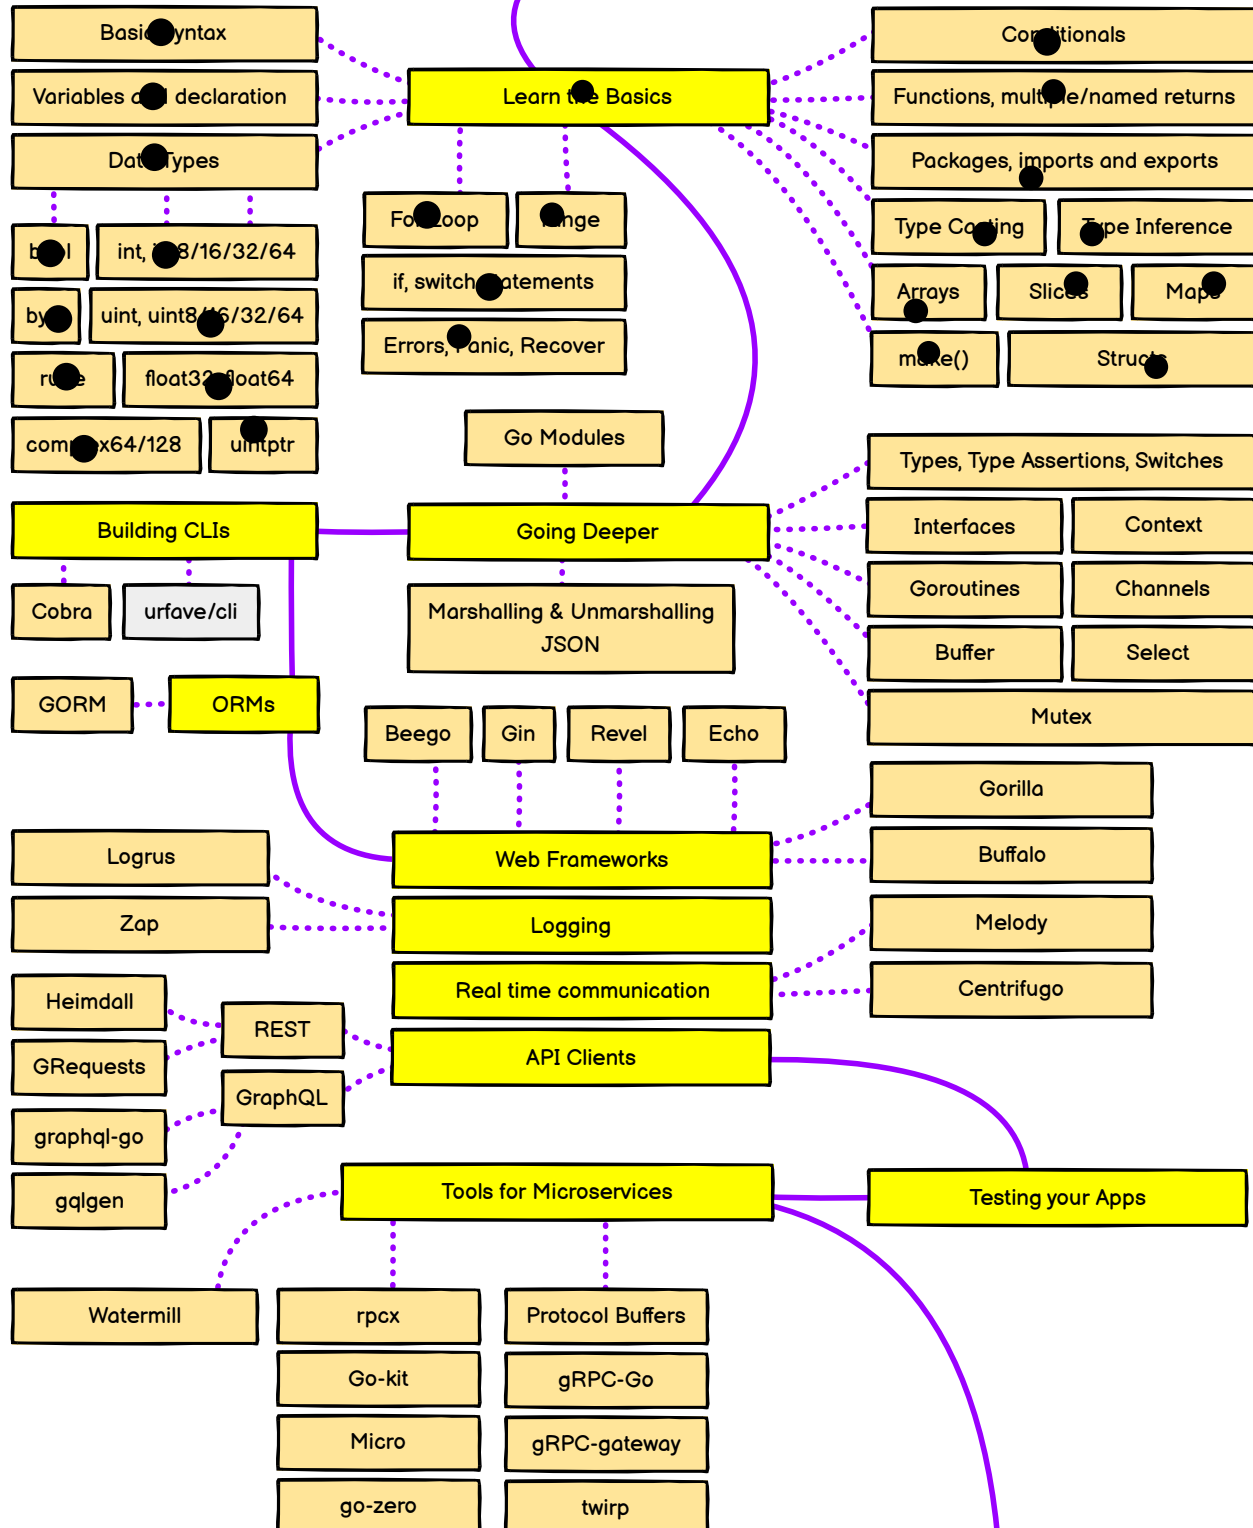 Basic Syntax
Variables and declaration
Data Types
bool
int, int8/16/32/64
byte
uint, uint8/16/32/64
rune
float32, float64
complex64/128
uintptr
Learn the Basics
For Loop
range
if, switch statements
Errors, Panic, Recover
Conditionals
Functions, multiple/named returns
Packages, imports and exports
Type Casting
Type Inference
Arrays
Slices
Maps
make()
Structs
Go Modules
Building CLIs
Going Deeper
Cobra
urfave/cli
Marshalling & Unmarshalling
JSON
Types, Type Assertions, Switches
Interfaces
Context
Goroutines
Channels
Buffer
Select
Mutex
GORM
ORMs
Beego
Gin
Revel
Echo
Gorilla
Buffalo
Web Frameworks
Logrus
Zap
Logging
Melody
Centrifugo
Real time communication
Heimdall
GRequests
REST
API Clients
GraphQL
graphql-go
gqlgen
Tools for Microservices
Testing your Apps
Watermill
rpcx
Protocol Buffers
Go-kit
gRPC-Go
Micro
gRPC-gateway
go-zero
twirp